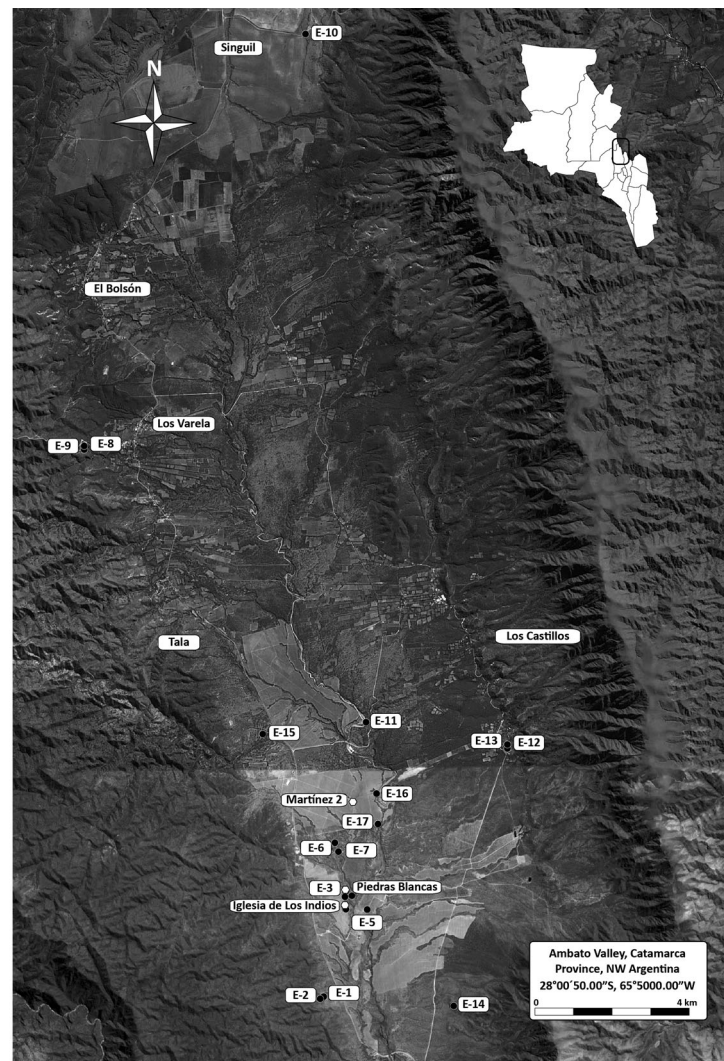 E-10
Singuil
N
El Bolsón
Los Varela
E-9
E-8
Tala
Los Castillos
E-11
E-15
E-13
E-12
E-16
Martínez 2
E-17
E-6
E-7
E-3
Piedras Blancas
Iglesia de Los Indios
E-5
E-2
E-1
E-14
Ambato Valley, Catamarca
Province, NW Argentina
28°00´50.00”S, 65°5000.00”W
0 4 km